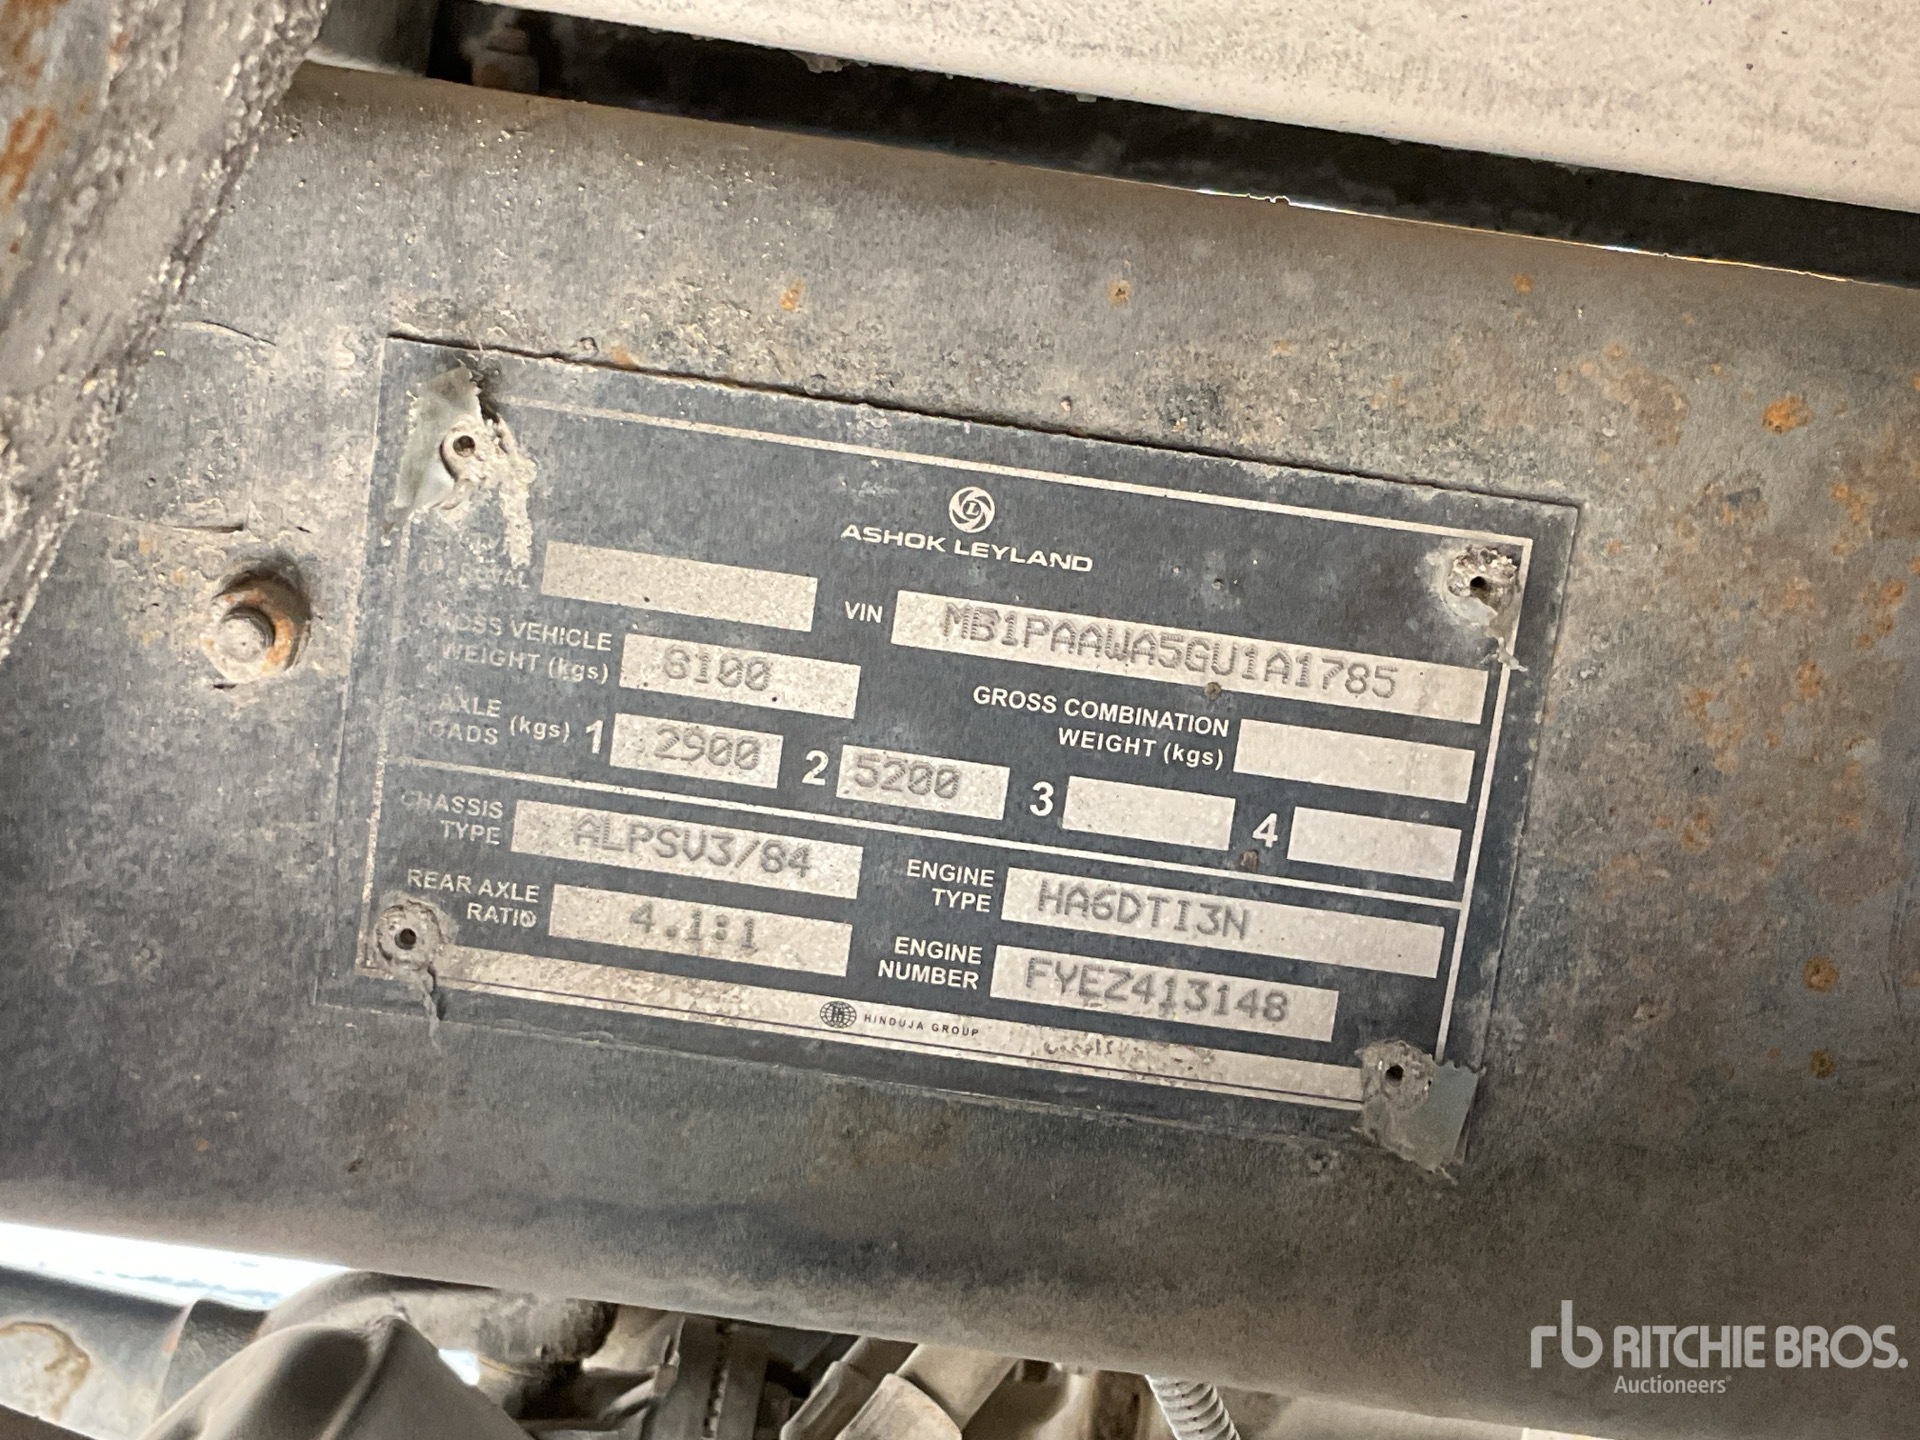 ASHOK LEYLAND
VIN MB1PAAWA5GU1A1785
GROSS VEHICLE
WEIGHT (kgs) 8100
GROSS COMBINATION
WEIGHT (kgs)
AXLE
LOADS (kgs) 1 2900 2 5200 3 4
CHASSIS
TYPE ALPSV3/84
ENGINE
TYPE HA6DTI3N
REAR AXLE
RATIO 4.1:1
ENGINE
NUMBER FYEZ413148
HINDUJA GROUP
rb RITCHIE BROS.
Auctioneers